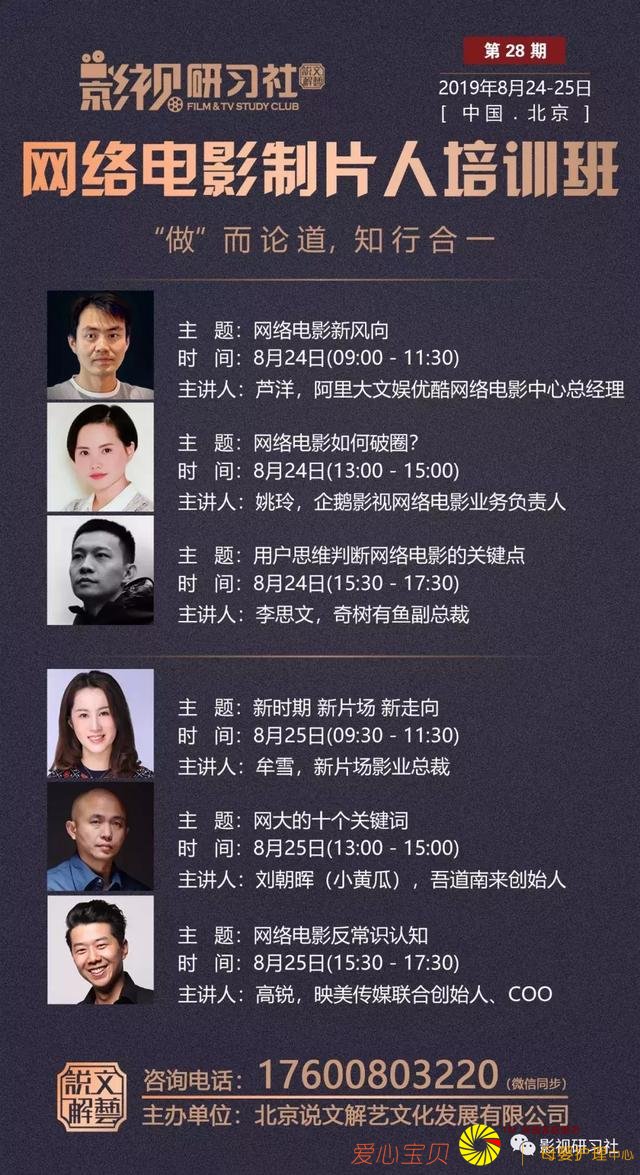 第 28 期
影视研习社
说文解艺
FILM & TV STUDY CLUB
2019年8月24-25日
[ 中国 . 北京 ]
网络电影制片人培训班
“做”而论道, 知行合一
主 题: 网络电影新风向
时 间: 8月24日(09:00 - 11:30)
主讲人: 芦洋, 阿里大文娱优酷网络电影中心总经理
主 题: 网络电影如何破圈?
时 间: 8月24日(13:00 - 15:00)
主讲人: 姚玲, 企鹅影视网络电影业务负责人
主 题: 用户思维判断网络电影的关键点
时 间: 8月24日(15:30 - 17:30)
主讲人: 李思文, 奇树有鱼副总裁
主 题: 新时期 新片场 新走向
时 间: 8月25日(09:30 - 11:30)
主讲人: 牟雪, 新片场影业总裁
主 题: 网大的十个关键词
时 间: 8月25日(13:00 - 15:00)
主讲人: 刘朝晖（小黄瓜）, 吾道南来创始人
主 题: 网络电影反常识认知
时 间: 8月25日(15:30 - 17:30)
主讲人: 高锐, 映美传媒联合创始人、COO
説文解藝
咨询电话: 17600803220 (微信同步)
主办单位: 北京说文解艺文化发展有限公司
影视研习社
爱心宝贝
母婴护理中心